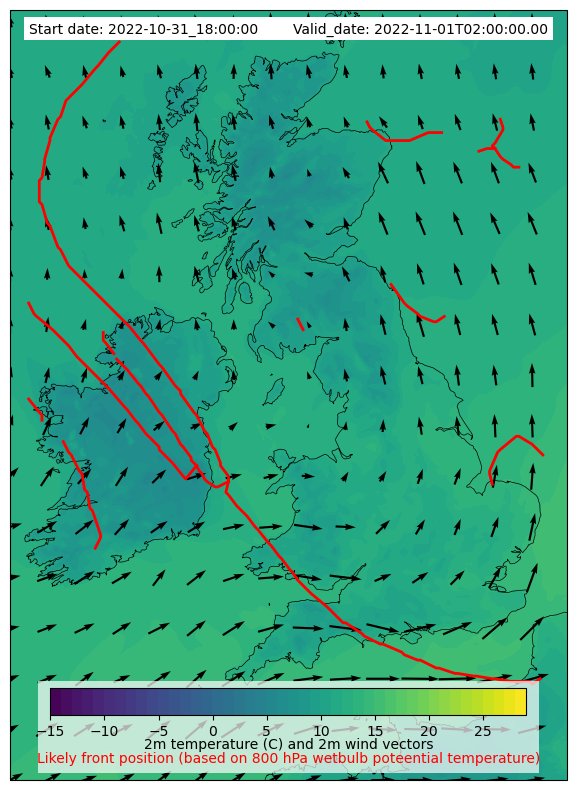 Start date: 2022-10-31_18:00:00 Valid_date: 2022-11-01T02:00:00.00
−15 −10 −5 0 5 10 15 20 25
2m temperature (C) and 2m wind vectors
Likely front position (based on 800 hPa wetbulb poteential temperature)